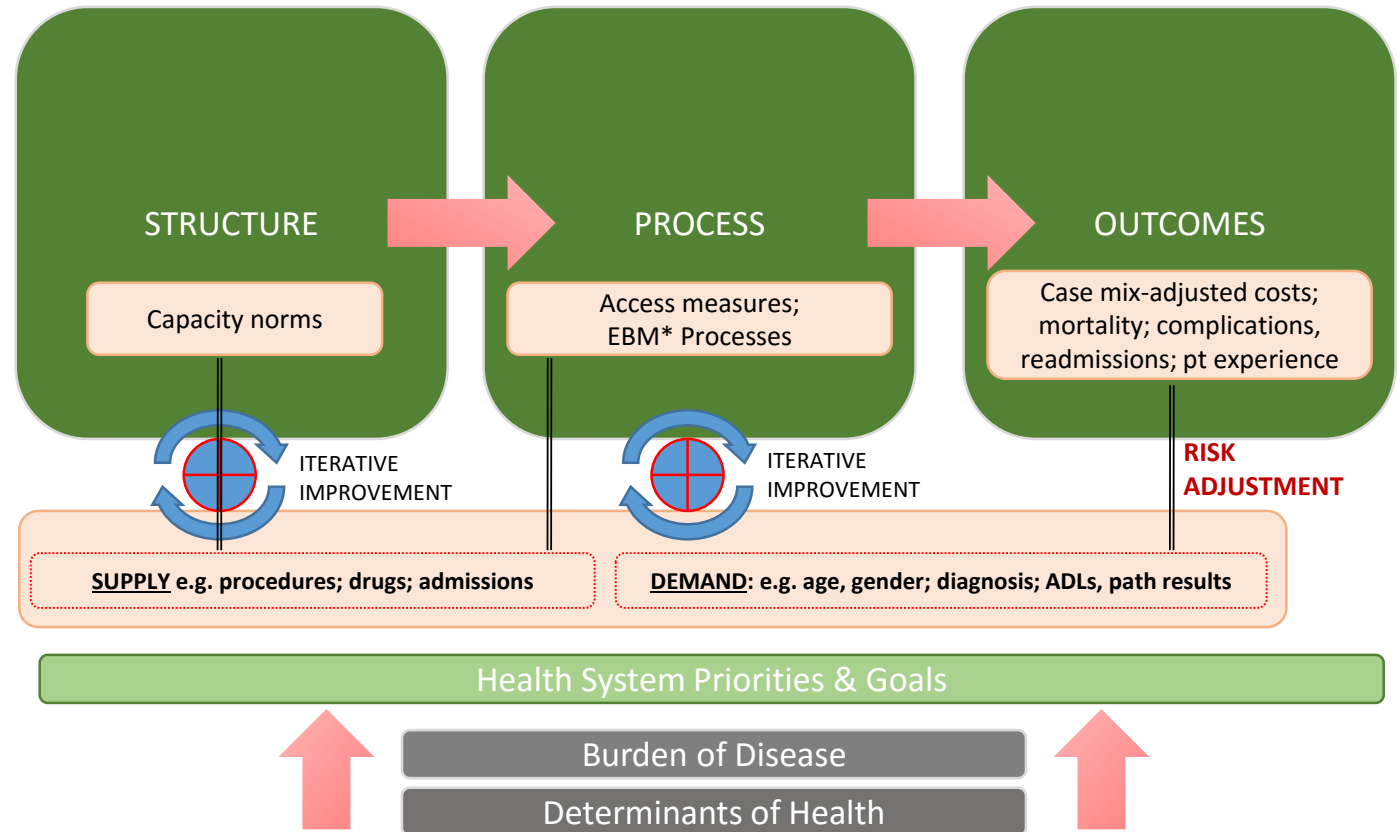 STRUCTURE
PROCESS
OUTCOMES
Capacity norms
Access measures;
EBM* Processes
Case mix-adjusted costs;
mortality; complications,
readmissions; pt experience
ITERATIVE
IMPROVEMENT
ITERATIVE
IMPROVEMENT
RISK
ADJUSTMENT
SUPPLY e.g. procedures; drugs; admissions
DEMAND: e.g. age, gender; diagnosis; ADLs, path results
Health System Priorities & Goals
Burden of Disease
Determinants of Health